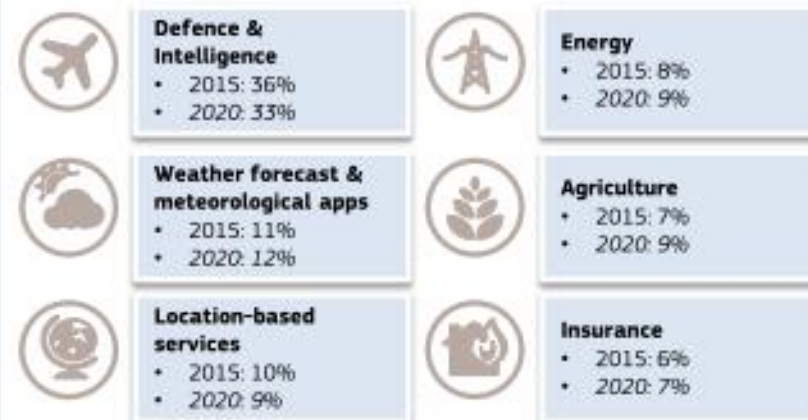 Defence &
Intelligence
• 2015: 36%
• 2020: 33%
Energy
• 2015: 8%
• 2020: 9%
Weather forecast &
meteorological apps
• 2015: 11%
• 2020: 12%
Agriculture
• 2015: 7%
• 2020: 9%
Location-based
services
• 2015: 10%
• 2020: 9%
Insurance
• 2015: 6%
• 2020: 7%